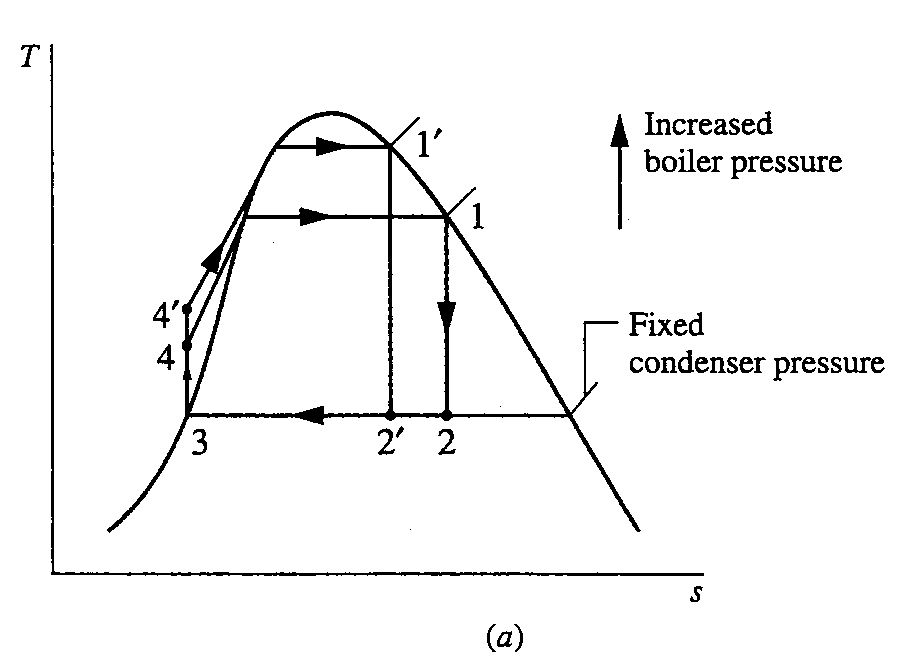 T
Increased
boiler pressure
1′
1
4′
4
Fixed
condenser pressure
3
2′
2
s
(a)